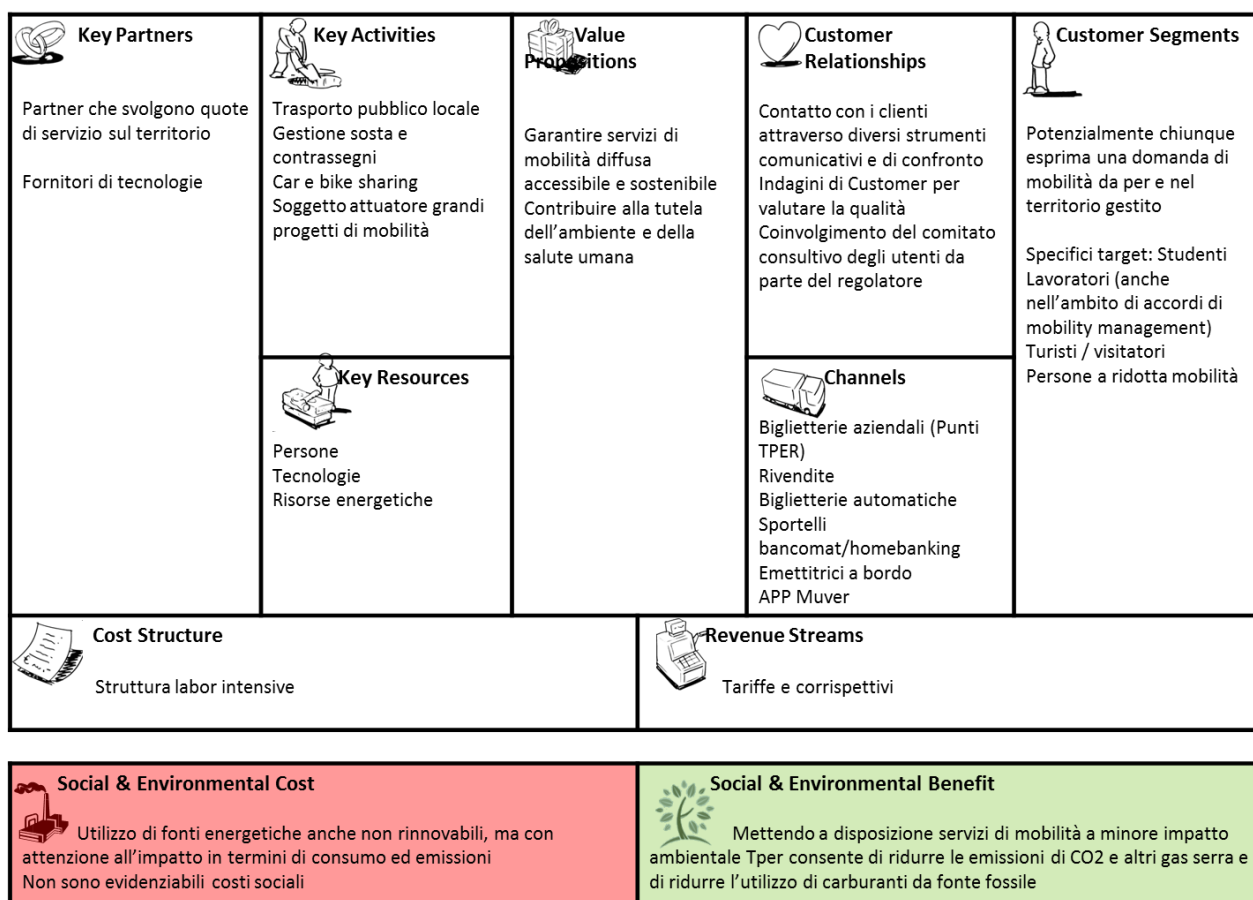 Key Partners
Partner che svolgono quote
di servizio sul territorio
Fornitori di tecnologie
Key Activities
Trasporto pubblico locale
Gestione sosta e
contrassegni
Car e bike sharing
Soggetto attuatore grandi
progetti di mobilità
Key Resources
Persone
Tecnologie
Risorse energetiche
Value
Propositions
Garantire servizi di
mobilità diffusa
accessibile e sostenibile
Contribuire alla tutela
dell’ambiente e della
salute umana
Customer
Relationships
Contatto con i clienti
attraverso diversi strumenti
comunicativi e di confronto
Indagini di Customer per
valutare la qualità
Coinvolgimento del comitato
consultivo degli utenti da
parte del regolatore
Channels
Biglietterie aziendali (Punti
TPER)
Rivendite
Biglietterie automatiche
Sportelli
bancomat/homebanking
Emettitrici a bordo
APP Muver
Customer Segments
Potenzialmente chiunque
esprima una domanda di
mobilità da per e nel
territorio gestito
Specifici target: Studenti
Lavoratori (anche
nell’ambito di accordi di
mobility management)
Turisti / visitatori
Persone a ridotta mobilità
Cost Structure
Struttura labor intensive
Revenue Streams
Tariffe e corrispettivi
Social & Environmental Cost
Utilizzo di fonti energetiche anche non rinnovabili, ma con
attenzione all’impatto in termini di consumo ed emissioni
Non sono evidenziabili costi sociali
Social & Environmental Benefit
Mettendo a disposizione servizi di mobilità a minore impatto
ambientale Tper consente di ridurre le emissioni di CO2 e altri gas serra e
di ridurre l’utilizzo di carburanti da fonte fossile